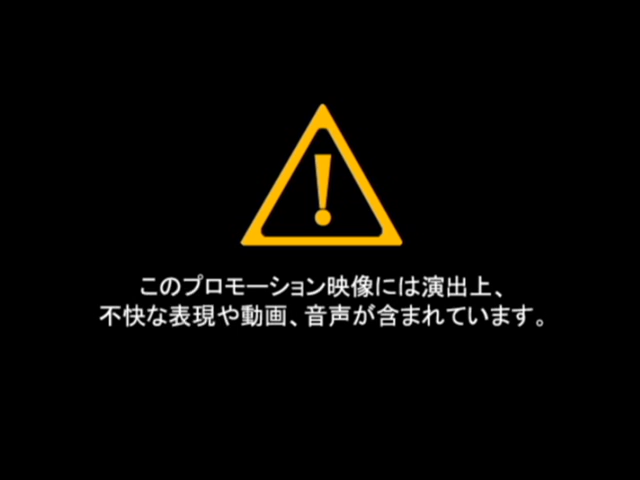 このプロモーション映像には演出上、
不快な表現や動画、音声が含まれています。